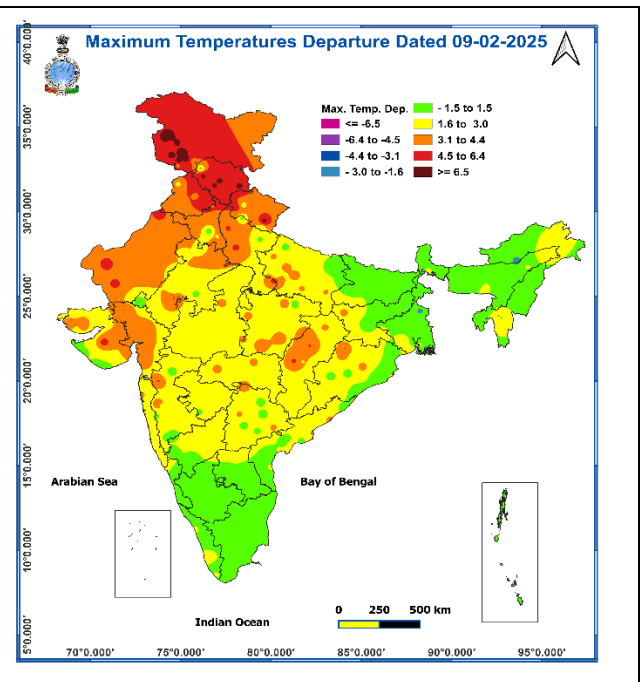 Maximum Temperatures Departure Dated 09-02-2025
Max. Temp. Dep.
<= -6.5
-6.4 to -4.5
-4.4 to -3.1
- 3.0 to -1.6
- 1.5 to 1.5
1.6 to 3.0
3.1 to 4.4
4.5 to 6.4
>= 6.5
40°0.000'
35°0.000'
30°0.000'
25°0.000'
20°0.000'
15°0.000'
10°0.000'
5°0.000'
Arabian Sea
Bay of Bengal
Indian Ocean
0 250 500 km
70°0.000' 75°0.000' 80°0.000' 85°0.000' 90°0.000' 95°0.000'